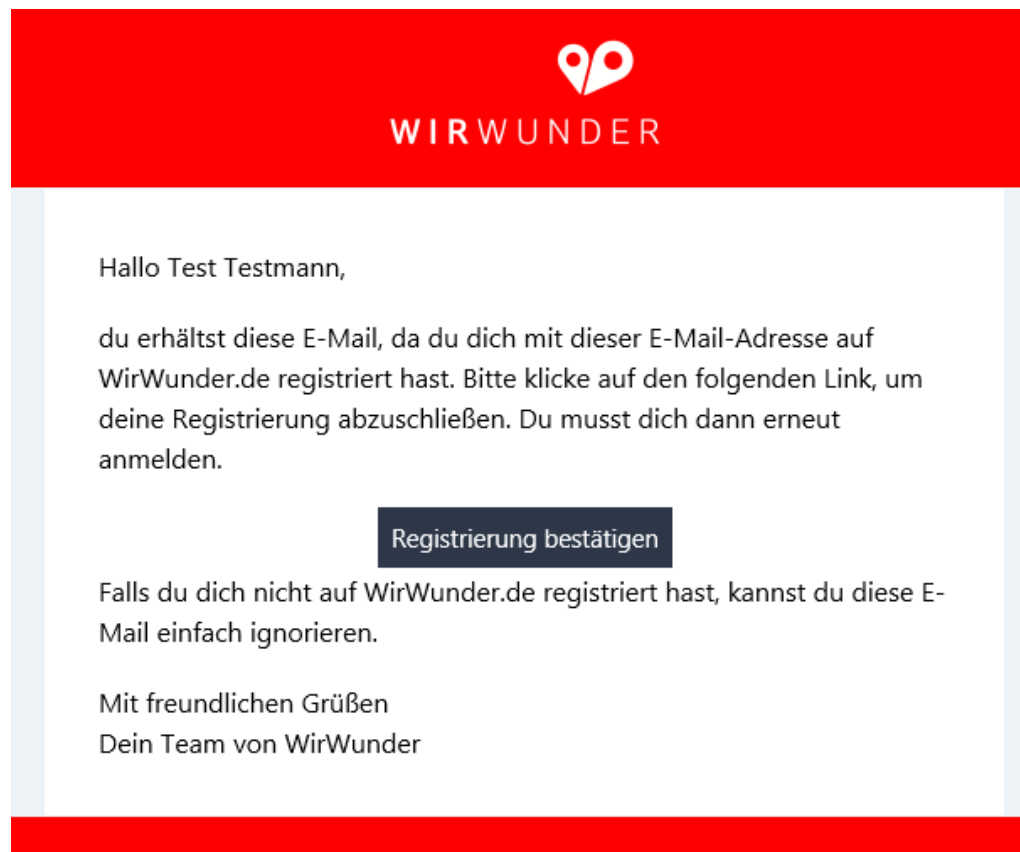 WIRWUNDER
Hallo Test Testmann,
du erhältst diese E-Mail, da du dich mit dieser E-Mail-Adresse auf
WirWunder.de registriert hast. Bitte klicke auf den folgenden Link, um
deine Registrierung abzuschließen. Du musst dich dann erneut
anmelden.
Registrierung bestätigen
Falls du dich nicht auf WirWunder.de registriert hast, kannst du diese E-
Mail einfach ignorieren.
Mit freundlichen Grüßen
Dein Team von WirWunder